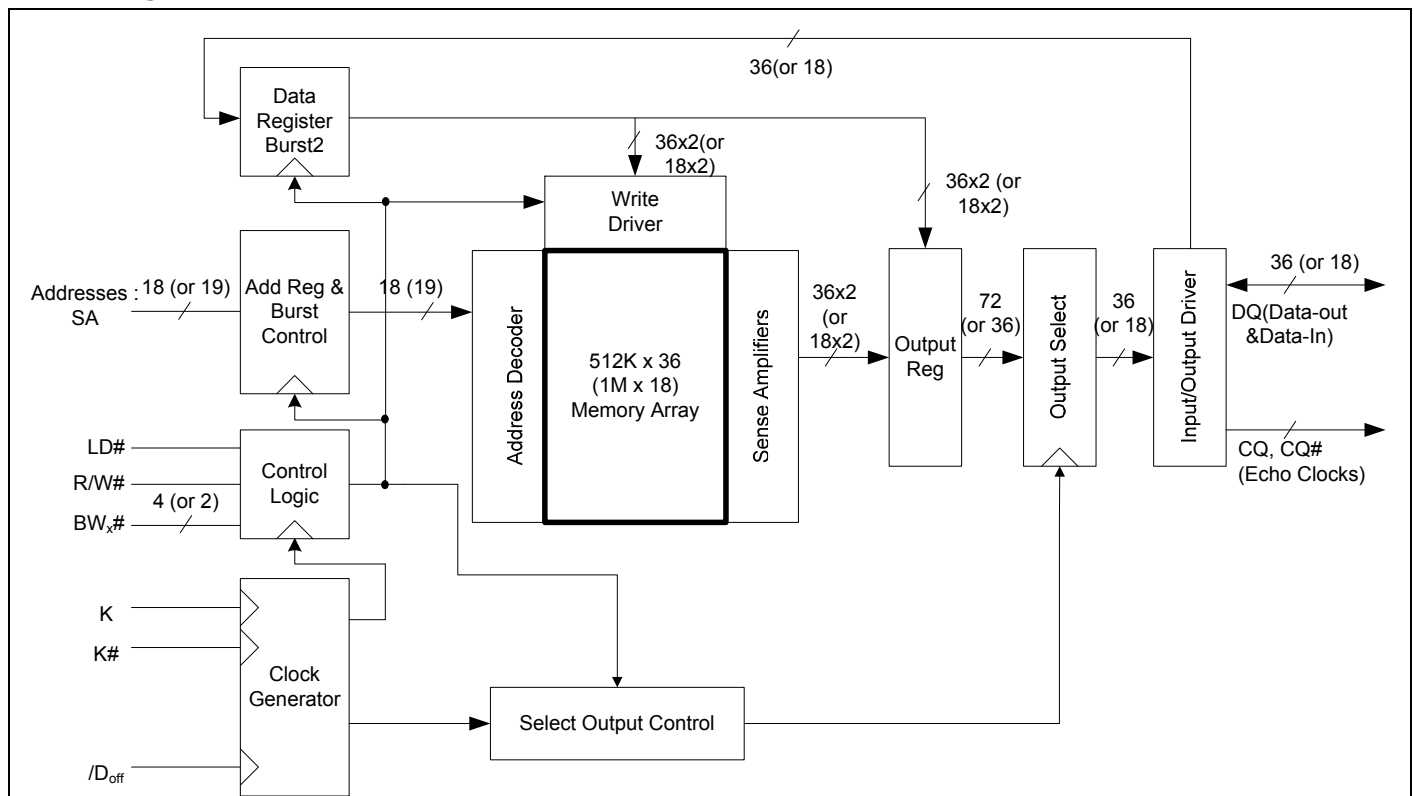 36(or 18)
Data
Register
Burst2
36x2(or
18x2)
36x2 (or
18x2)
Write
Driver
Addresses :
SA
18 (or 19)
Add Reg &
Burst
Control
18 (19)
Address Decoder
512K x 36
(1M x 18)
Memory Array
Sense Amplifiers
36x2
(or
18x2)
Output
Reg
72
(or 36)
Output Select
36
(or 18)
Input/Output Driver
36 (or 18)
DQ(Data-out
&Data-In)
CQ, CQ#
(Echo Clocks)
LD#
R/W#
BWx#
4 (or 2)
Control
Logic
K
K#
/Doff
Clock
Generator
Select Output Control